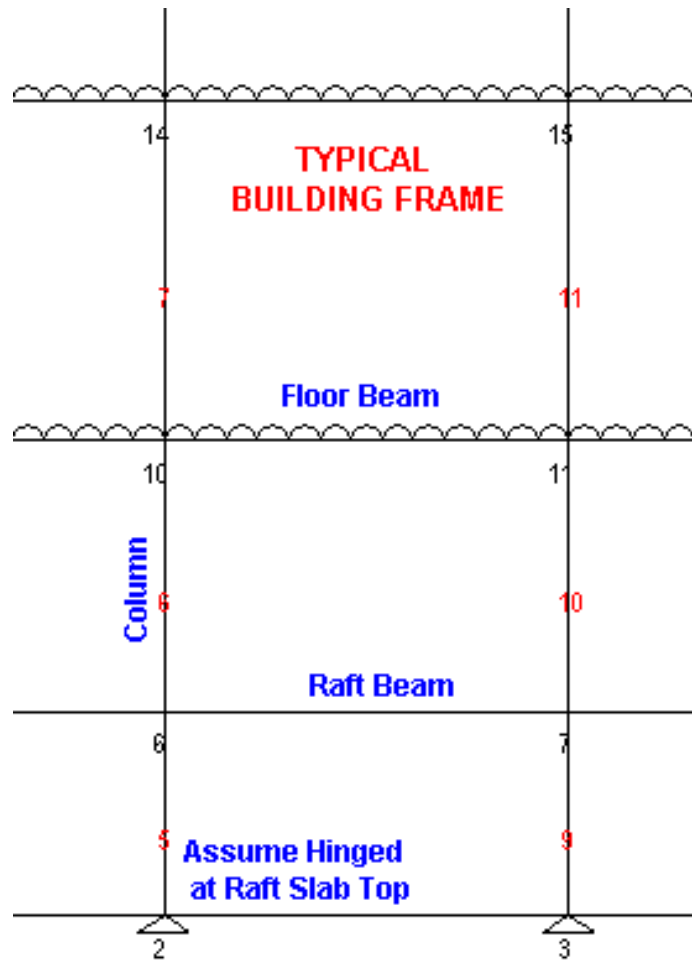 14
15
TYPICAL
BUILDING FRAME
7
11
Floor Beam
10
11
Column
6
10
Raft Beam
6
7
5
9
Assume Hinged
at Raft Slab Top
2
3